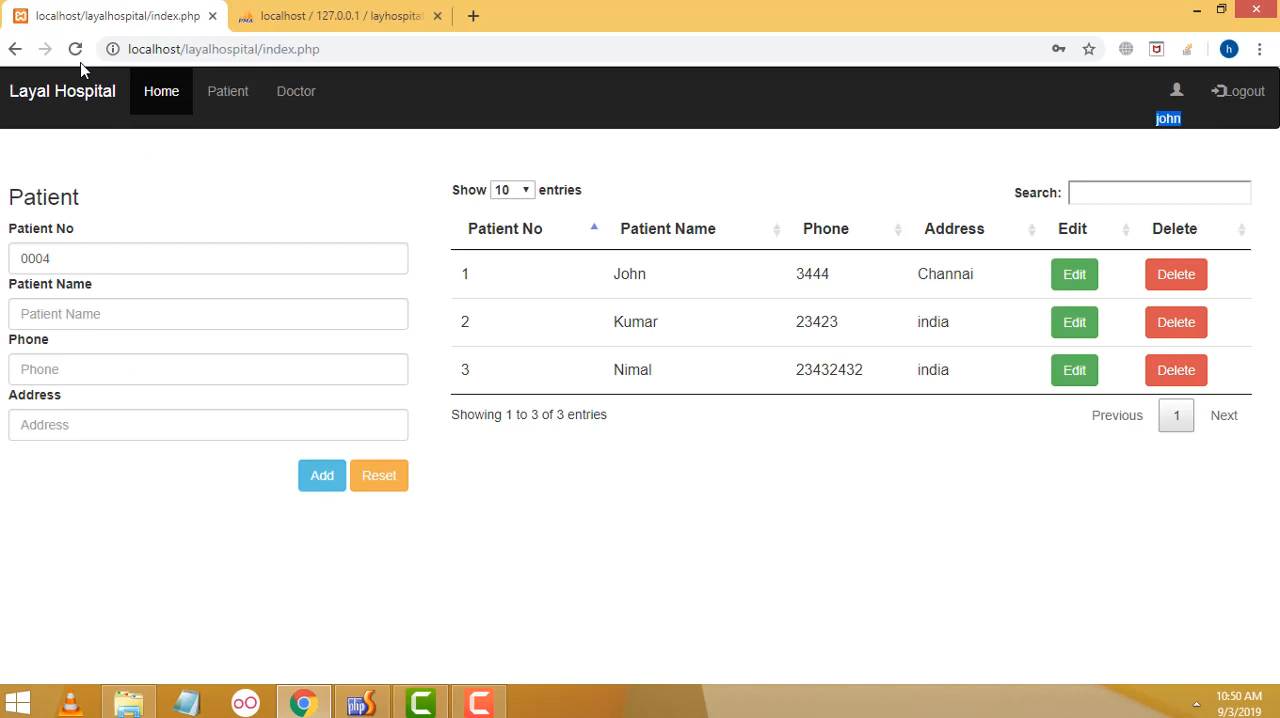 localhost/layalhospital/index.php
localhost / 127.0.0.1 / layhospital
localhost/layalhospital/index.php
h
Layal Hospital Home Patient Doctor Logout
john
Patient
Patient No
0004
Patient Name
Patient Name
Phone
Phone
Address
Address
Add Reset
Show 10 entries Search:
Patient No Patient Name Phone Address Edit Delete
1 John 3444 Channai Edit Delete
2 Kumar 23423 india Edit Delete
3 Nimal 23432432 india Edit Delete
Showing 1 to 3 of 3 entries Previous 1 Next
10:50 AM
9/3/2019